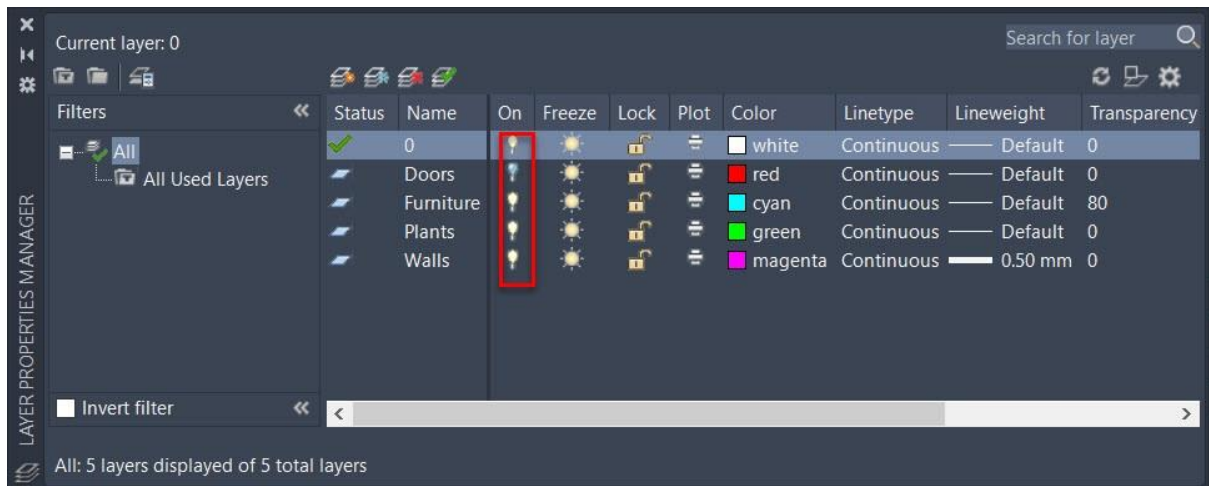 Current layer: 0
Search for layer
Filters
Status Name On Freeze Lock Plot Color Linetype Lineweight Transparency
All
All Used Layers
0 white Continuous Default 0
Doors red Continuous Default 0
Furniture cyan Continuous Default 80
Plants green Continuous Default 0
Walls magenta Continuous 0.50 mm 0
LAYER PROPERTIES MANAGER
Invert filter
All: 5 layers displayed of 5 total layers